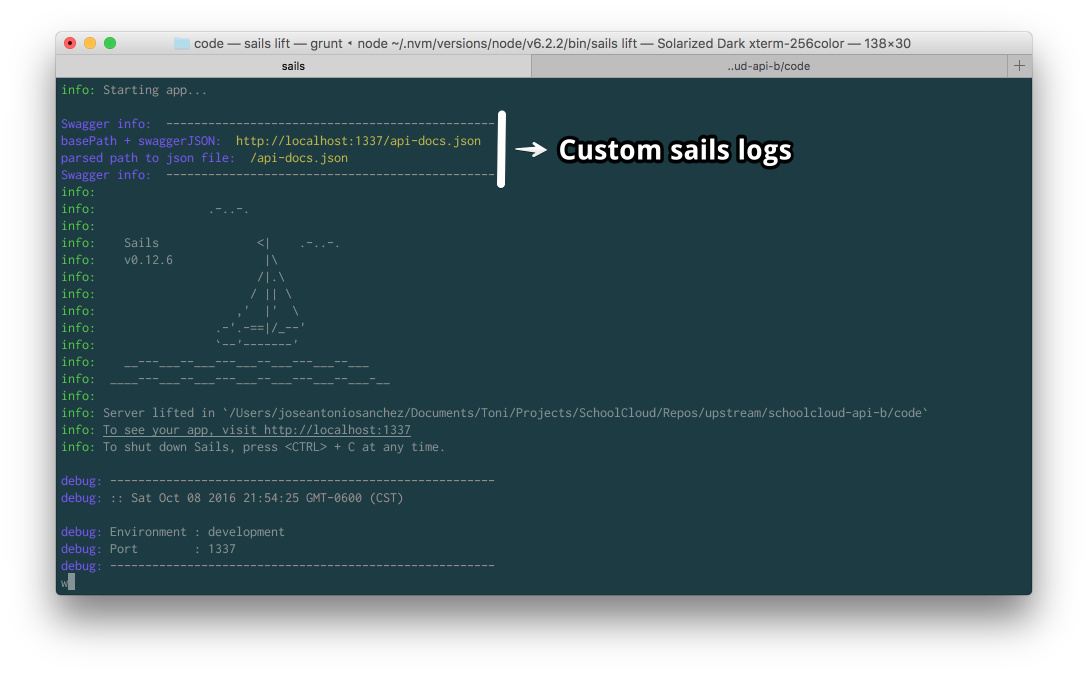 code — sails lift — grunt ◂ node ~/.nvm/versions/node/v6.2.2/bin/sails lift — Solarized Dark xterm-256color — 138×30
sails ..ud-api-b/code +
info: Starting app...
Swagger info:  -----------------------------------------------
basePath + swaggerJSON:  http://localhost:1337/api-docs.json
parsed path to json file:  /api-docs.json
Swagger info:  -----------------------------------------------
Custom sails logs
info:
info:                .-..-.
info:
info:    Sails              <|    .-..-.
info:    v0.12.6             |\
info:                       /|.\
info:                      / || \
info:                    ,'  |'  \
info:                 .-'.-==|/_--'
info:                 `--'-------'
info:    __---___--___---___--___---___--___
info:  ____---___--___---___--___---___--___-__
info:
info: Server lifted in `/Users/joseantoniosanchez/Documents/Toni/Projects/SchoolCloud/Repos/upstream/schoolcloud-api-b/code`
info: To see your app, visit http://localhost:1337
info: To shut down Sails, press <CTRL> + C at any time.
debug: -------------------------------------------------------
debug: :: Sat Oct 08 2016 21:54:25 GMT-0600 (CST)
debug: Environment : development
debug: Port        : 1337
debug: -------------------------------------------------------
w